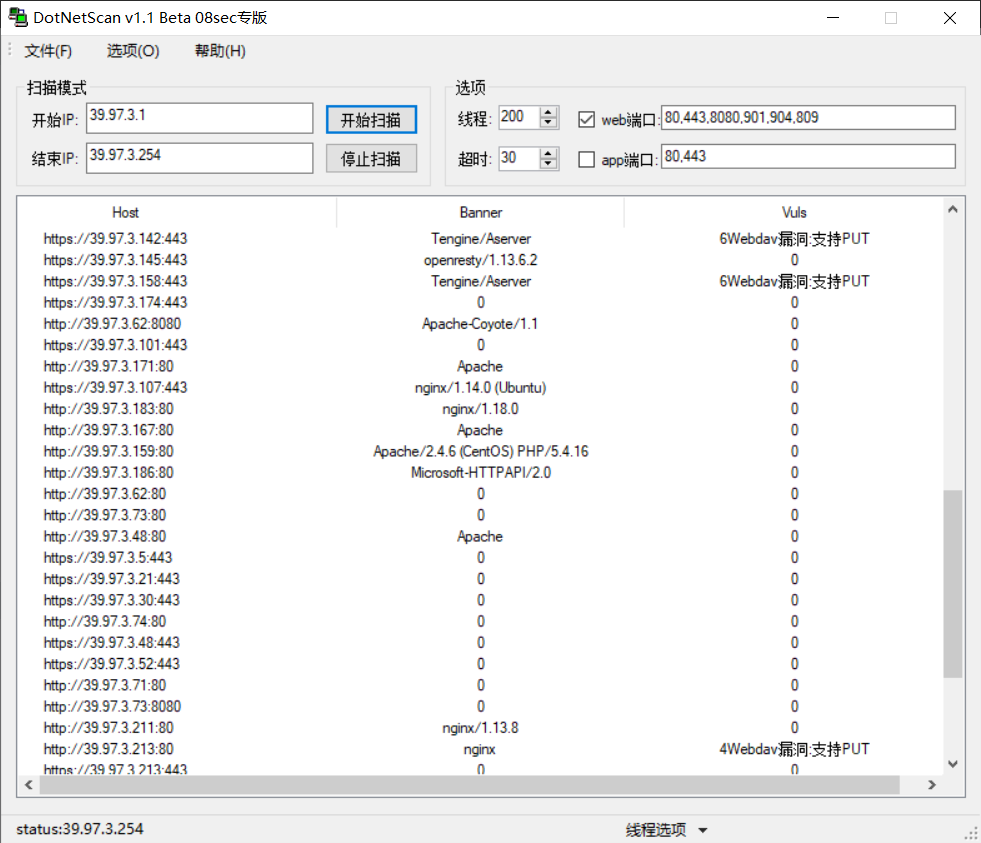 DotNetScan v1.1 Beta 08sec专版
文件(F) 选项(O) 帮助(H)
扫描模式
开始IP: 39.97.3.1 开始扫描
结束IP: 39.97.3.254 停止扫描
选项
线程: 200 web端口: 80,443,8080,901,904,809
超时: 30 app端口: 80,443
Host Banner Vuls
https://39.97.3.142:443 Tengine/Aserver 6Webdav漏洞:支持PUT
https://39.97.3.145:443 openresty/1.13.6.2 0
https://39.97.3.158:443 Tengine/Aserver 6Webdav漏洞:支持PUT
https://39.97.3.174:443 0 0
http://39.97.3.62:8080 Apache-Coyote/1.1 0
https://39.97.3.101:443 0 0
http://39.97.3.171:80 Apache 0
https://39.97.3.107:443 nginx/1.14.0 (Ubuntu) 0
http://39.97.3.183:80 nginx/1.18.0 0
http://39.97.3.167:80 Apache 0
http://39.97.3.159:80 Apache/2.4.6 (CentOS) PHP/5.4.16 0
http://39.97.3.186:80 Microsoft-HTTPAPI/2.0 0
http://39.97.3.62:80 0 0
http://39.97.3.73:80 0 0
http://39.97.3.48:80 Apache 0
https://39.97.3.5:443 0 0
https://39.97.3.21:443 0 0
https://39.97.3.30:443 0 0
http://39.97.3.74:80 0 0
https://39.97.3.48:443 0 0
https://39.97.3.52:443 0 0
http://39.97.3.71:80 0 0
http://39.97.3.73:8080 0 0
http://39.97.3.211:80 nginx/1.13.8 0
http://39.97.3.213:80 nginx 4Webdav漏洞:支持PUT
https://39.97.3.213:443 0 0
status:39.97.3.254 线程选项